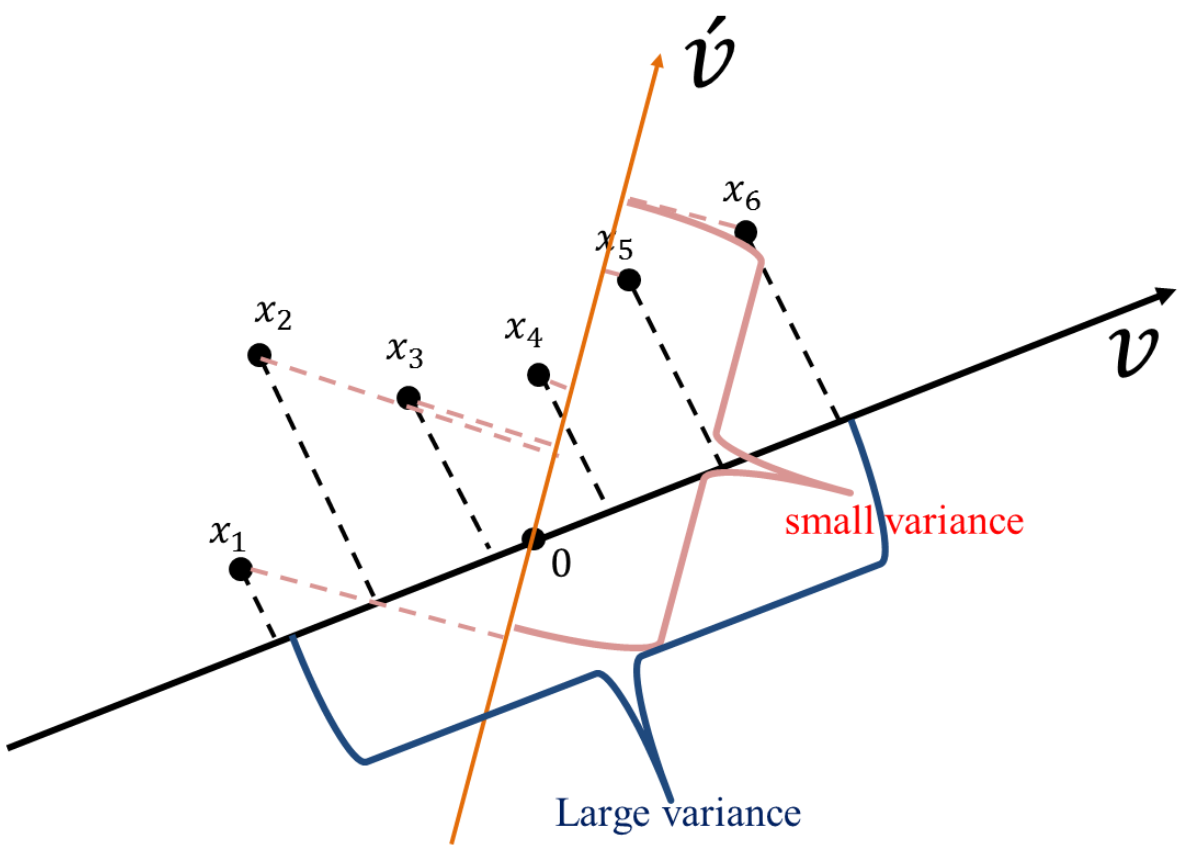 v́
x₆
x₅
x₂
x₄
x₃
v
small variance
x₁
0
Large variance